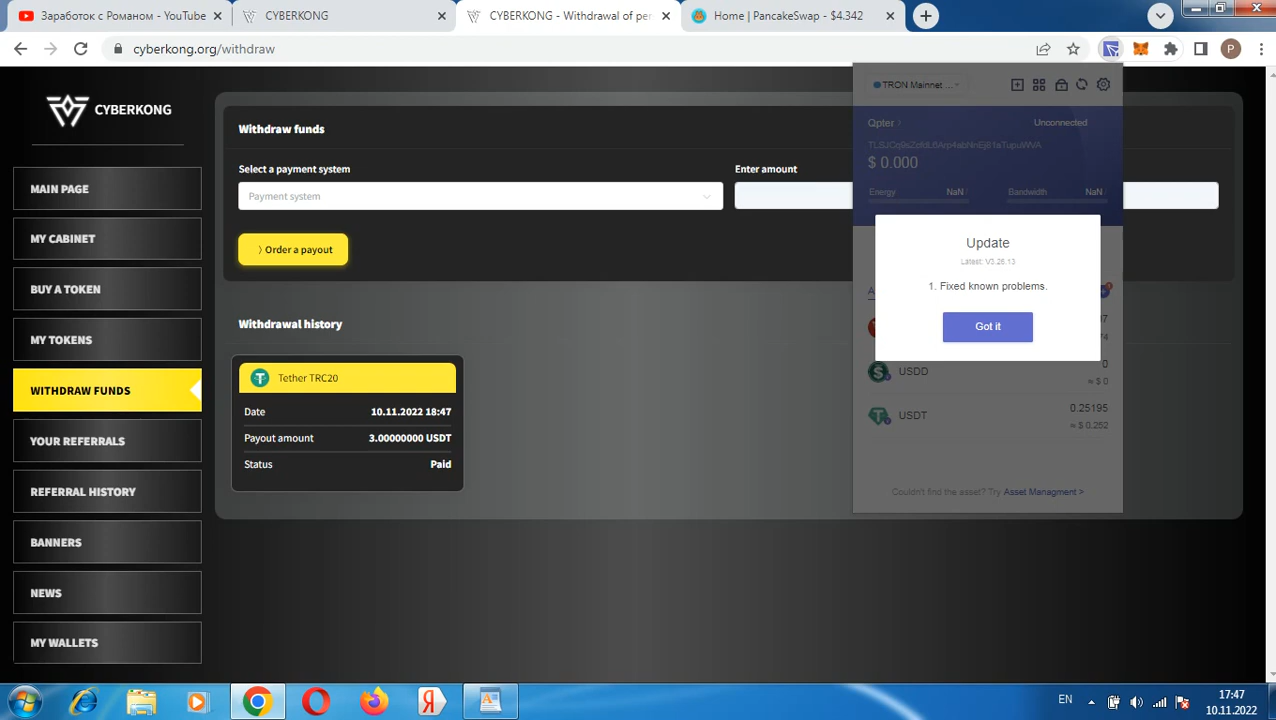 Заработок с Романом - YouTube
CYBERKONG
CYBERKONG - Withdrawal of per
Home | PancakeSwap - $4.342
cyberkong.org/withdraw
P
CYBERKONG
MAIN PAGE
MY CABINET
BUY A TOKEN
MY TOKENS
WITHDRAW FUNDS
YOUR REFERRALS
REFERRAL HISTORY
BANNERS
NEWS
MY WALLETS
Withdraw funds
Select a payment system
Payment system
Enter amount
〉Order a payout
Withdrawal history
Tether TRC20
Date 10.11.2022 18:47
Payout amount 3.00000000 USDT
Status Paid
TRON Mainnet ...
Qpter
Unconnected
$ 0.000
Energy NaN /
Bandwidth NaN /
Update
Latest: V3.26.13
1. Fixed known problems.
Got it
USDD 0
≈ $ 0
USDT 0.25195
≈ $ 0.252
Couldn't find the asset? Try Asset Managment >
EN
17:47
10.11.2022